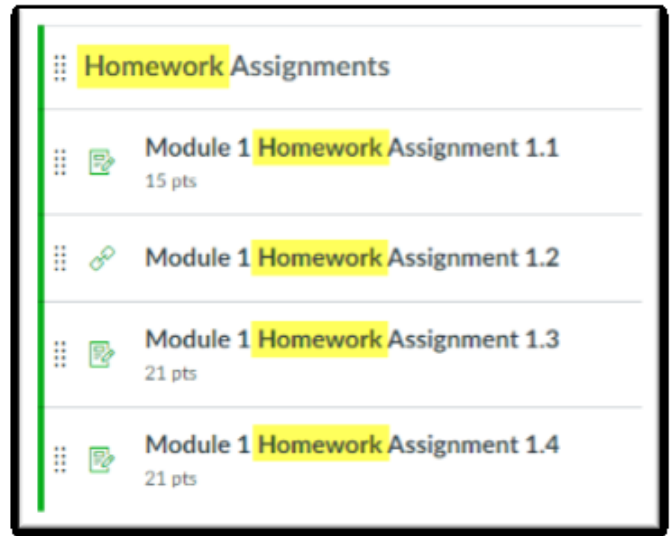 Homework Assignments
Module 1 Homework Assignment 1.1
15 pts
Module 1 Homework Assignment 1.2
Module 1 Homework Assignment 1.3
21 pts
Module 1 Homework Assignment 1.4
21 pts